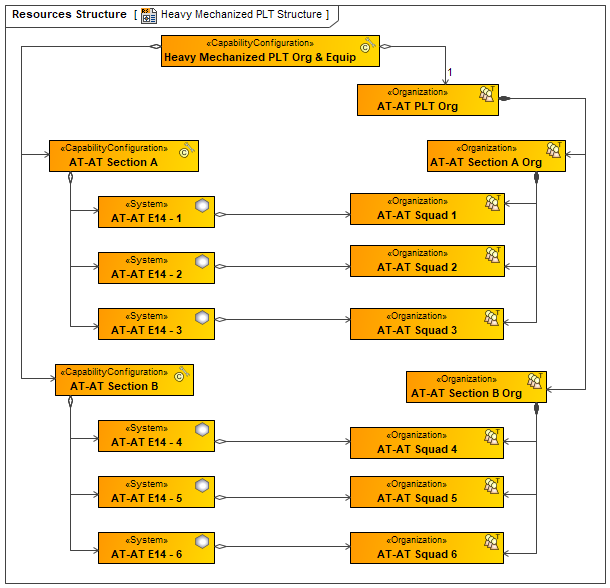 Resources Structure [ Heavy Mechanized PLT Structure ]
«CapabilityConfiguration»
Heavy Mechanized PLT Org & Equip
1
«Organization»
AT-AT PLT Org
«CapabilityConfiguration»
AT-AT Section A
«Organization»
AT-AT Section A Org
«System»
AT-AT E14 - 1
«Organization»
AT-AT Squad 1
«System»
AT-AT E14 - 2
«Organization»
AT-AT Squad 2
«System»
AT-AT E14 - 3
«Organization»
AT-AT Squad 3
«CapabilityConfiguration»
AT-AT Section B
«Organization»
AT-AT Section B Org
«System»
AT-AT E14 - 4
«Organization»
AT-AT Squad 4
«System»
AT-AT E14 - 5
«Organization»
AT-AT Squad 5
«System»
AT-AT E14 - 6
«Organization»
AT-AT Squad 6